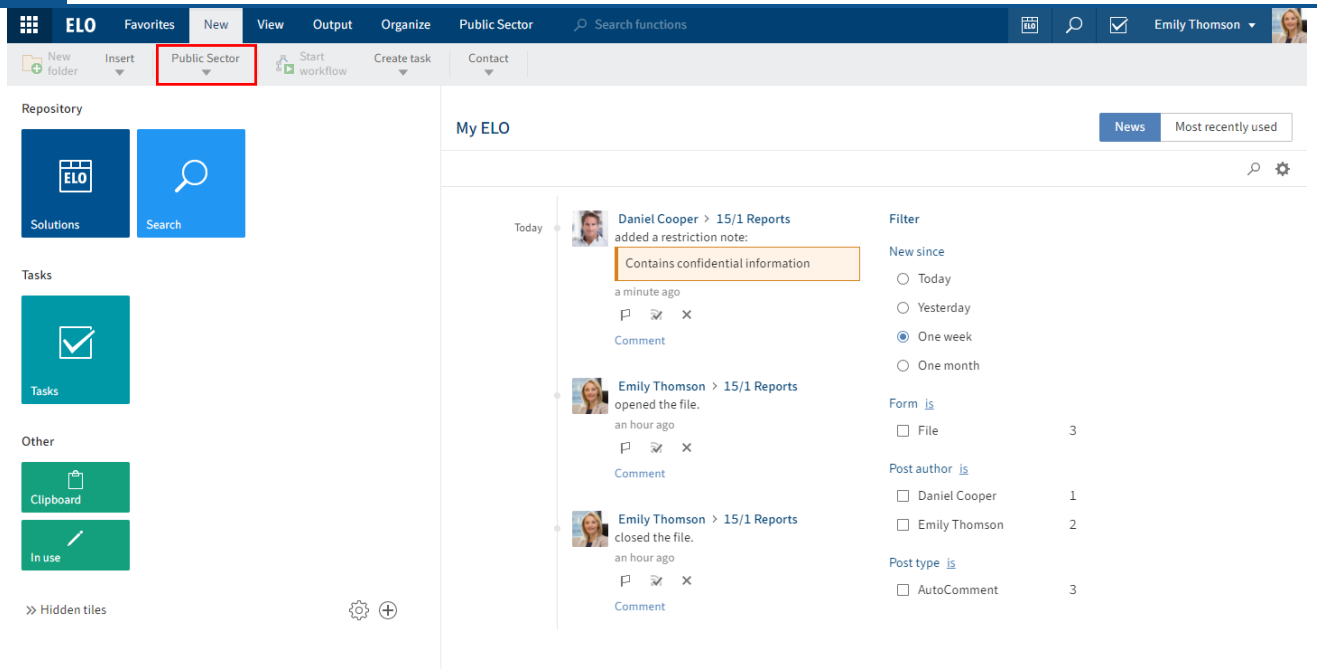 ELO Favorites New View Output Organize Public Sector Search functions ELO Emily Thomson
New folder
Insert
Public Sector
Start workflow
Create task
Contact
Repository
ELO
Solutions
Search
Tasks
Tasks
Other
Clipboard
In use
Hidden tiles
My ELO
News Most recently used
Today
Daniel Cooper > 15/1 Reports
added a restriction note:
Contains confidential information
a minute ago
Comment
Emily Thomson > 15/1 Reports
opened the file.
an hour ago
Comment
Emily Thomson > 15/1 Reports
closed the file.
an hour ago
Comment
Filter
New since
Today
Yesterday
One week
One month
Form is
File 3
Post author is
Daniel Cooper 1
Emily Thomson 2
Post type is
AutoComment 3